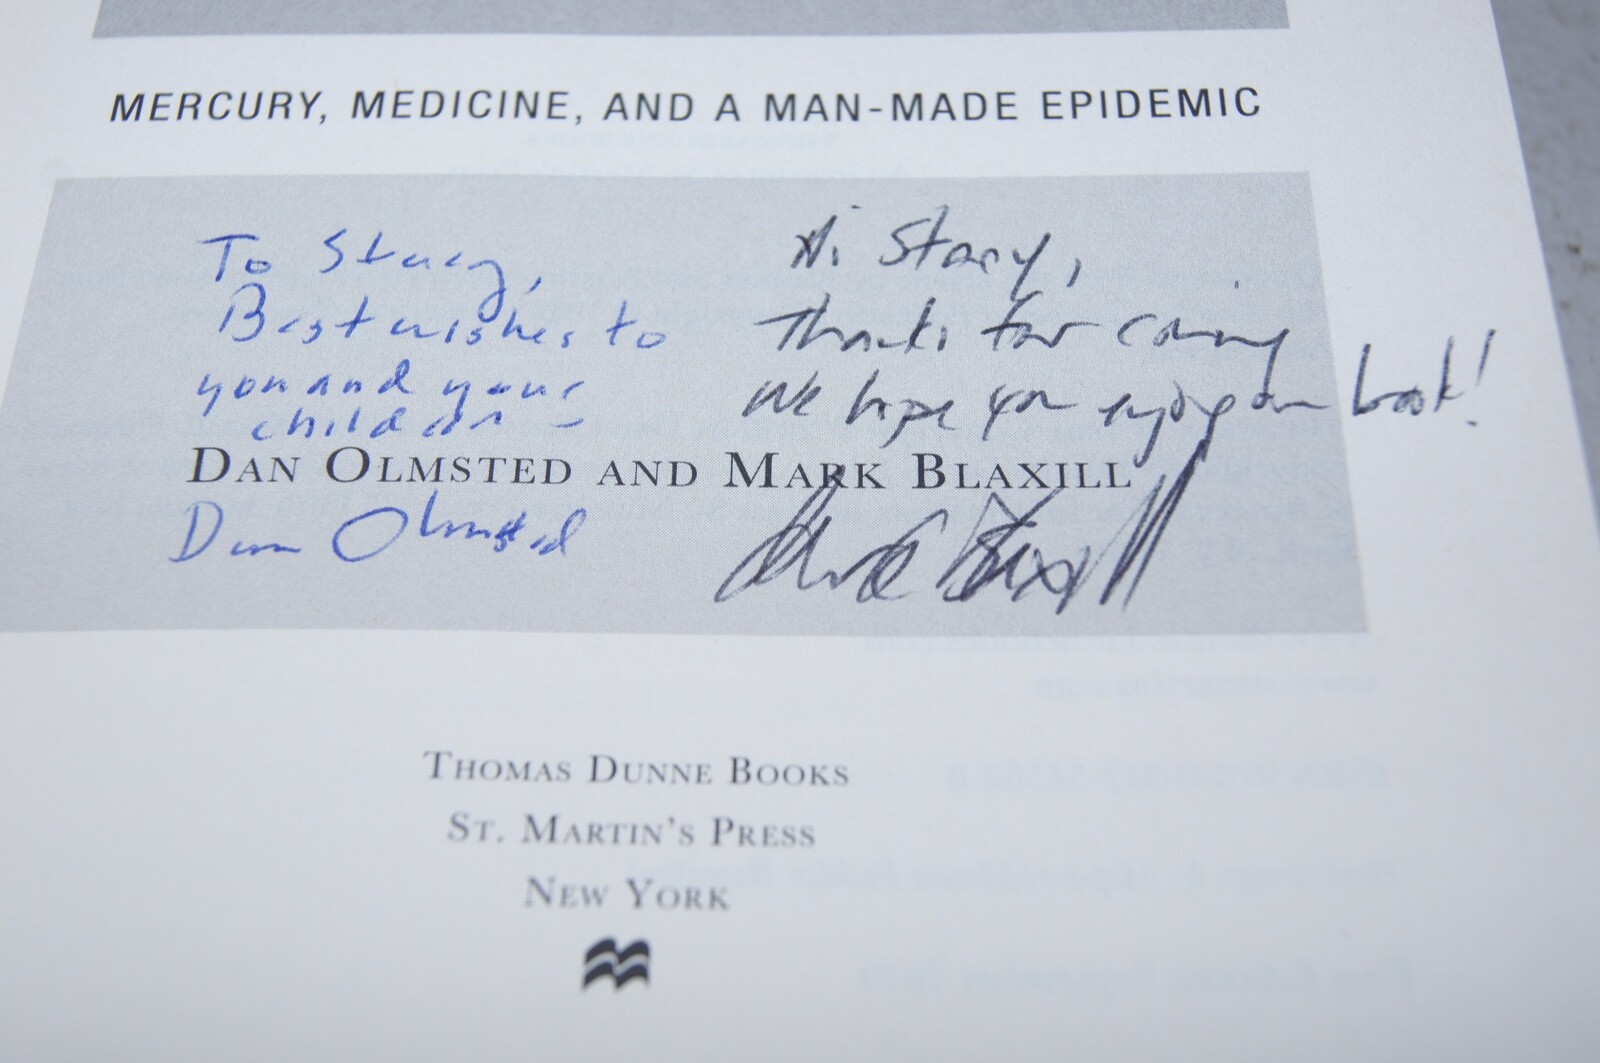 MERCURY, MEDICINE, AND A MAN-MADE EPIDEMIC
To Stacy,
Best wishes to
you and your
children –
Hi Stacy,
Thanks for coming
We hope you enjoy our book!
DAN OLMSTED AND MARK BLAXILL
Dan Olmsted
Mark Blaxill
THOMAS DUNNE BOOKS
ST. MARTIN'S PRESS
NEW YORK